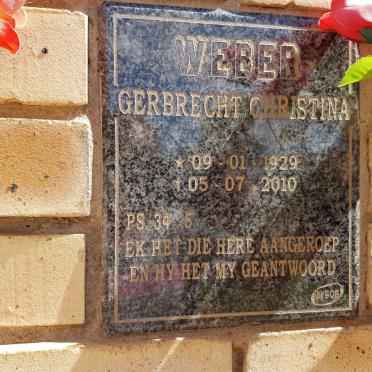 WEBER
GERBRECHT CHRISTINA
★ 09 - 01 - 1929
† 05 - 07 - 2010
PS. 34 : 5
EK HET DIE HERE AANGEROEP
EN HY HET MY GEANTWOORD